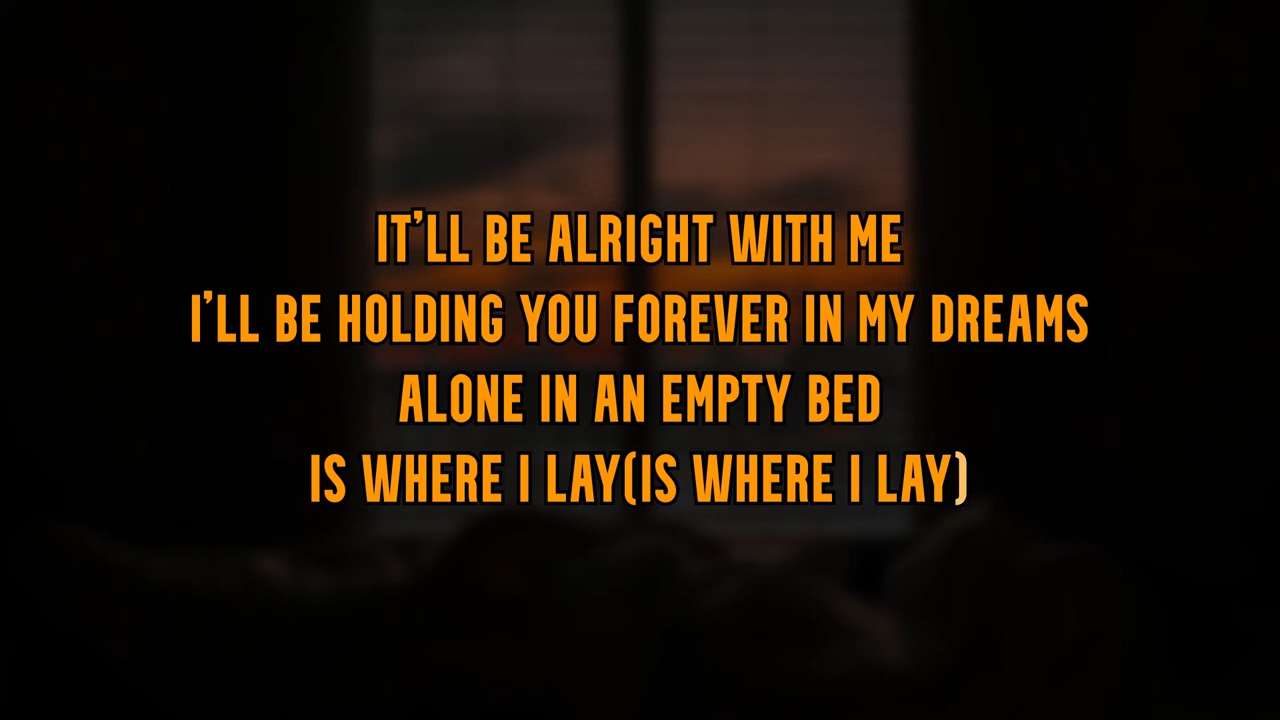 IT'LL BE ALRIGHT WITH ME
I'LL BE HOLDING YOU FOREVER IN MY DREAMS
ALONE IN AN EMPTY BED
IS WHERE I LAY(IS WHERE I LAY)